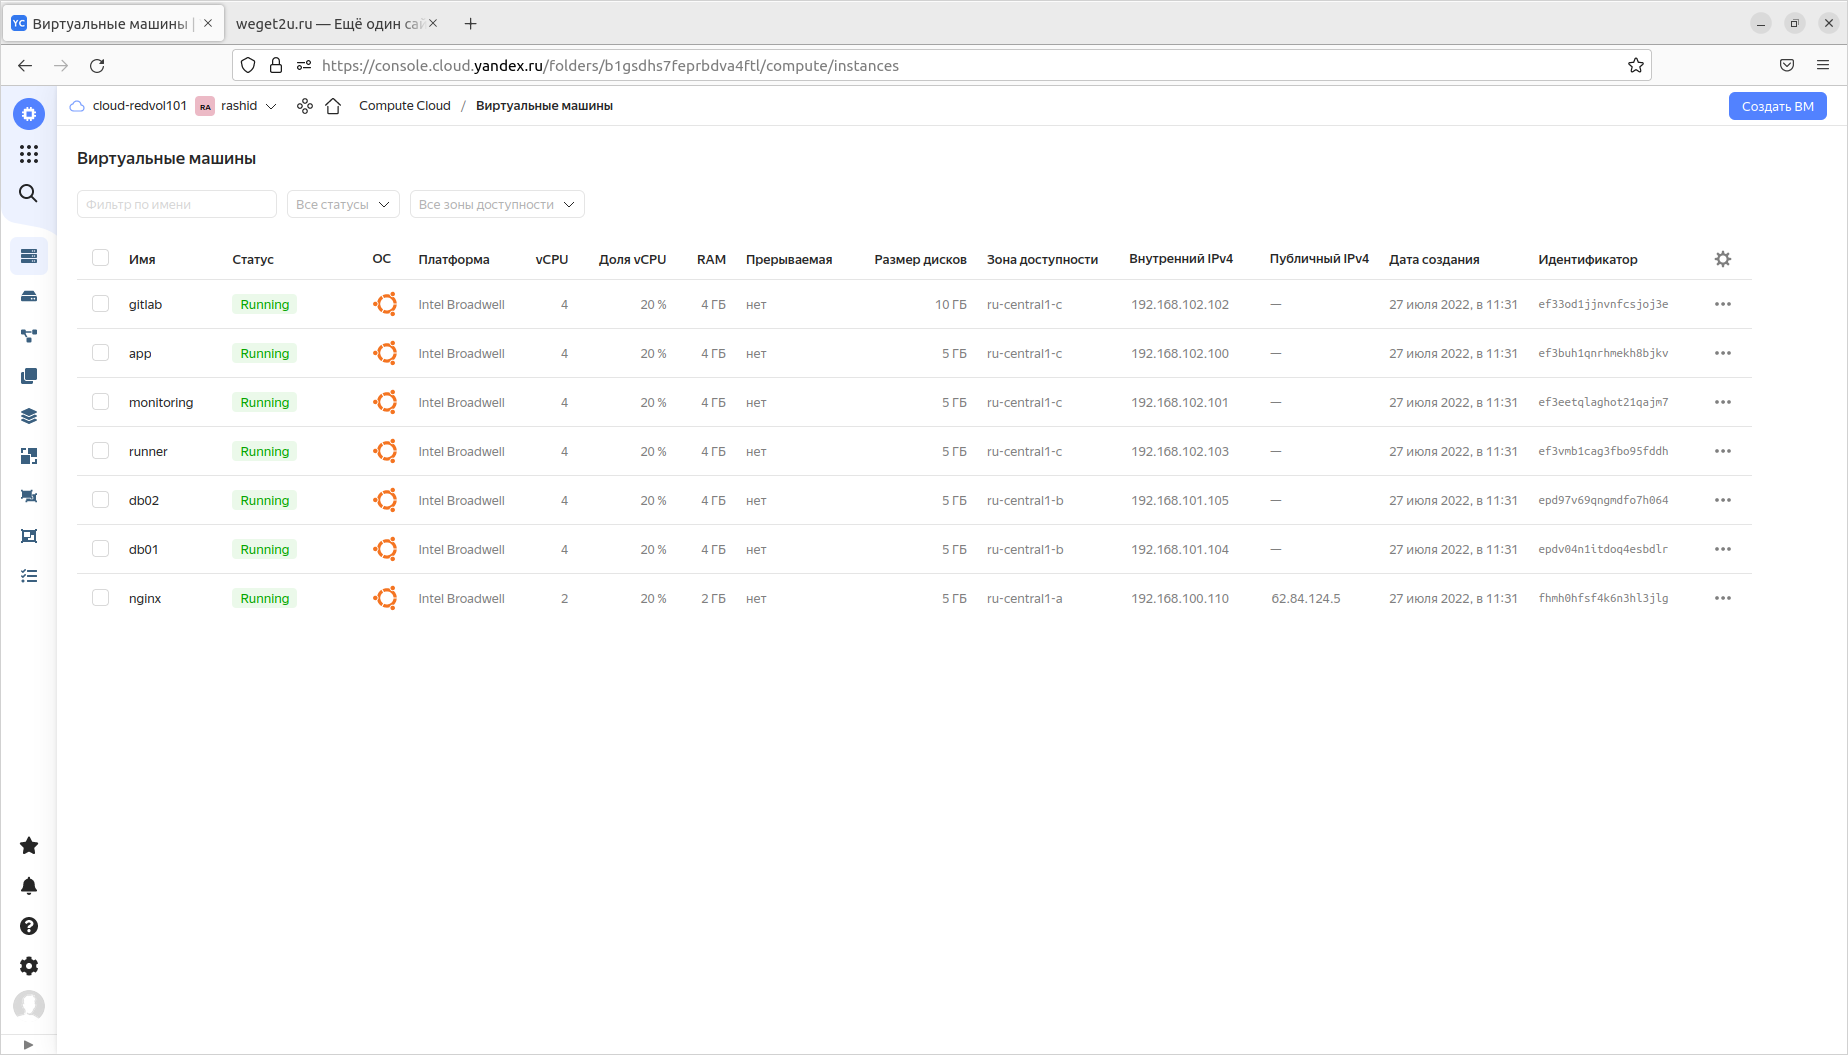 YC Виртуальные машины |
weget2u.ru — Ещё один са
https://console.cloud.yandex.ru/folders/b1gsdhs7feprbdva4ftl/compute/instances
cloud-redvol101 RA rashid Compute Cloud / Виртуальные машины Создать ВМ
Виртуальные машины
Фильтр по имени Все статусы Все зоны доступности
Имя Статус ОС Платформа vCPU Доля vCPU RAM Прерываемая Размер дисков Зона доступности Внутренний IPv4 Публичный IPv4 Дата создания Идентификатор
gitlab Running Intel Broadwell 4 20 % 4 ГБ нет 10 ГБ ru-central1-c 192.168.102.102 — 27 июля 2022, в 11:31 ef33od1jjnvnfcsjoj3e
app Running Intel Broadwell 4 20 % 4 ГБ нет 5 ГБ ru-central1-c 192.168.102.100 — 27 июля 2022, в 11:31 ef3buh1qnrhmekh8bjkv
monitoring Running Intel Broadwell 4 20 % 4 ГБ нет 5 ГБ ru-central1-c 192.168.102.101 — 27 июля 2022, в 11:31 ef3eetqlaghot21qajm7
runner Running Intel Broadwell 4 20 % 4 ГБ нет 5 ГБ ru-central1-c 192.168.102.103 — 27 июля 2022, в 11:31 ef3vmb1cag3fbo95fddh
db02 Running Intel Broadwell 4 20 % 4 ГБ нет 5 ГБ ru-central1-b 192.168.101.105 — 27 июля 2022, в 11:31 epd97v69qngmdfo7h064
db01 Running Intel Broadwell 4 20 % 4 ГБ нет 5 ГБ ru-central1-b 192.168.101.104 — 27 июля 2022, в 11:31 epdv04n1itdoq4esbdlr
nginx Running Intel Broadwell 2 20 % 2 ГБ нет 5 ГБ ru-central1-a 192.168.100.110 62.84.124.5 27 июля 2022, в 11:31 fhmh0hfsf4k6n3hl3jlg